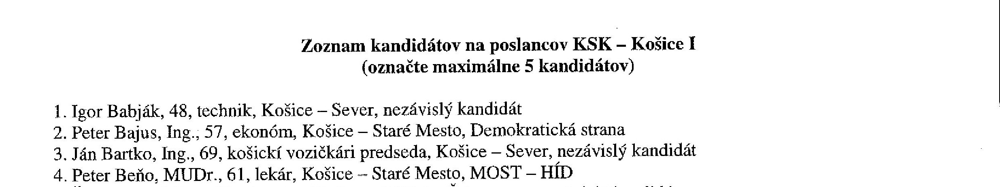 Zoznam kandidátov na poslancov KSK – Košice I
(označte maximálne 5 kandidátov)
1. Igor Babják, 48, technik, Košice – Sever, nezávislý kandidát
2. Peter Bajus, Ing., 57, ekonóm, Košice – Staré Mesto, Demokratická strana
3. Ján Bartko, Ing., 69, košickí vozičkári predseda, Košice – Sever, nezávislý kandidát
4. Peter Beňo, MUDr., 61, lekár, Košice – Staré Mesto, MOST – HÍD